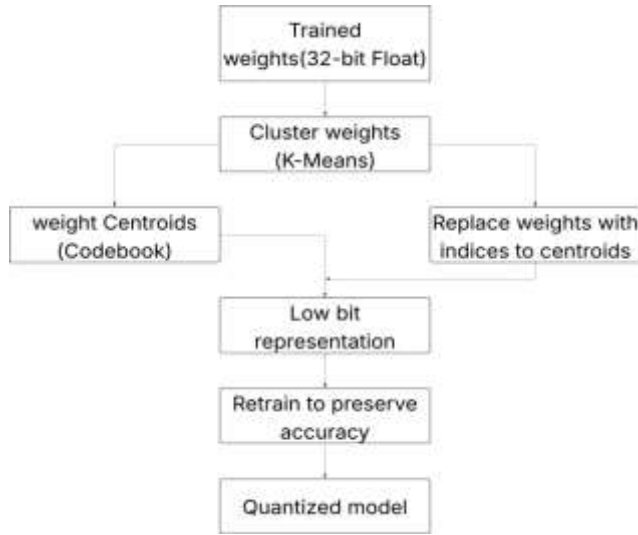 Trained
weights(32-bit Float)
Cluster weights
(K-Means)
weight Centroids
(Codebook)
Replace weights with
indices to centroids
Low bit
representation
Retrain to preserve
accuracy
Quantized model